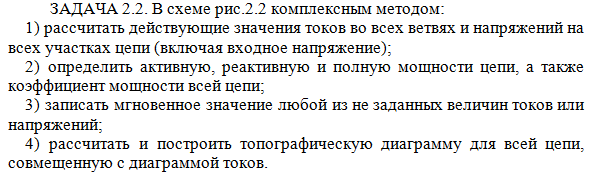 ЗАДАЧА 2.2. В схеме рис.2.2 комплексным методом:
1) рассчитать действующие значения токов во всех ветвях и напряжений на
всех участках цепи (включая входное напряжение);
2) определить активную, реактивную и полную мощности цепи, а также
коэффициент мощности всей цепи;
3) записать мгновенное значение любой из не заданных величин токов или
напряжений;
4) рассчитать и построить топографическую диаграмму для всей цепи,
совмещенную с диаграммой токов.